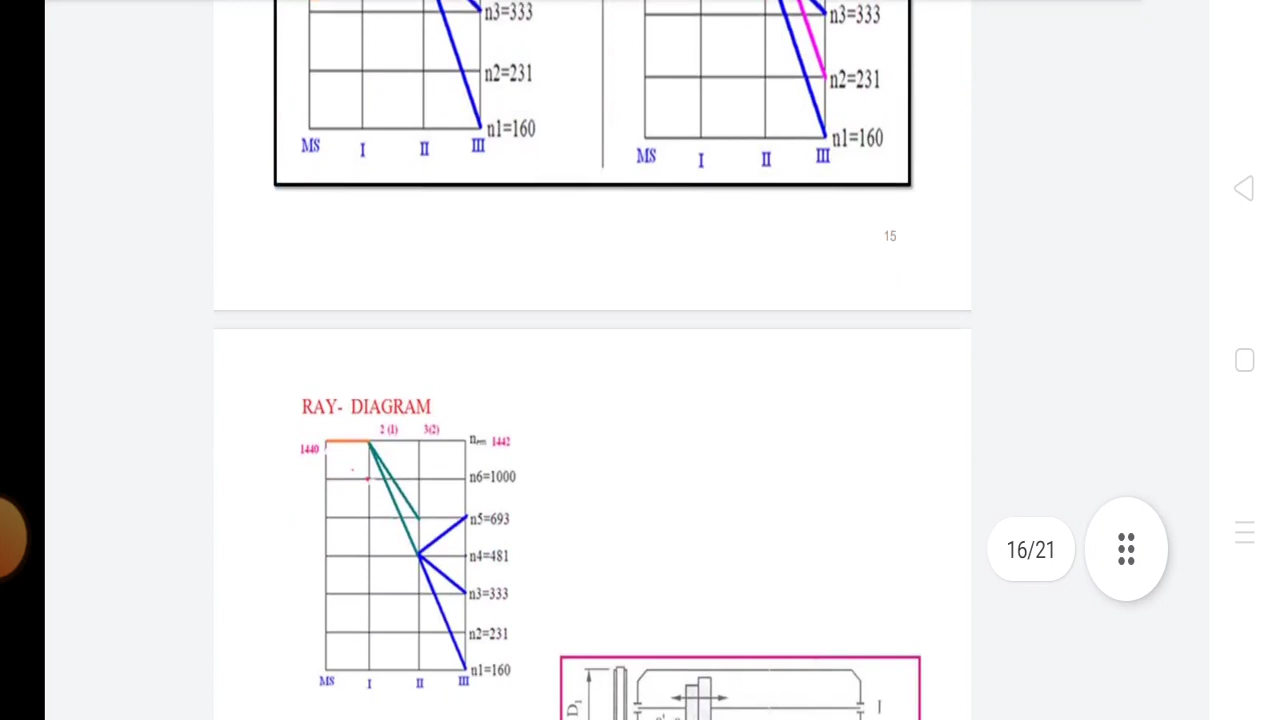 n3=333
n2=231
n1=160
MS I II III
n3=333
n2=231
n1=160
MS I II III
15
RAY- DIAGRAM
2 (1) 3(2)
1440
1442
n6=1000
n5=693
n4=481
n3=333
n2=231
n1=160
MS I II III
16/21
D1
I